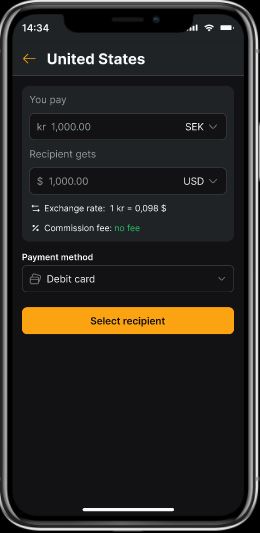 14:34
United States
You pay
kr 1,000.00 SEK
Recipient gets
$ 1,000.00 USD
Exchange rate: 1 kr = 0,098 $
Commission fee: no fee
Payment method
Debit card
Select recipient